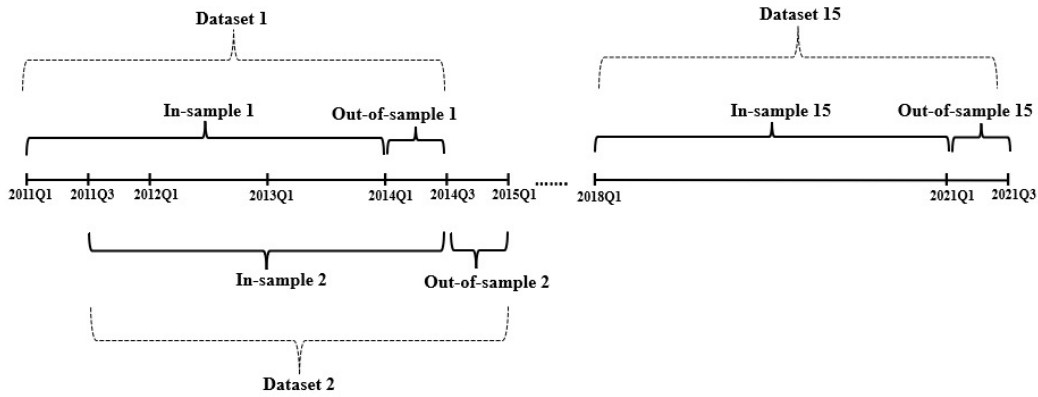 Dataset 1
Dataset 15
In-sample 1
Out-of-sample 1
In-sample 15
Out-of-sample 15
2011Q1 2011Q3 2012Q1 2013Q1 2014Q1 2014Q3 2015Q1 ....... 2018Q1 2021Q1 2021Q3
In-sample 2
Out-of-sample 2
Dataset 2